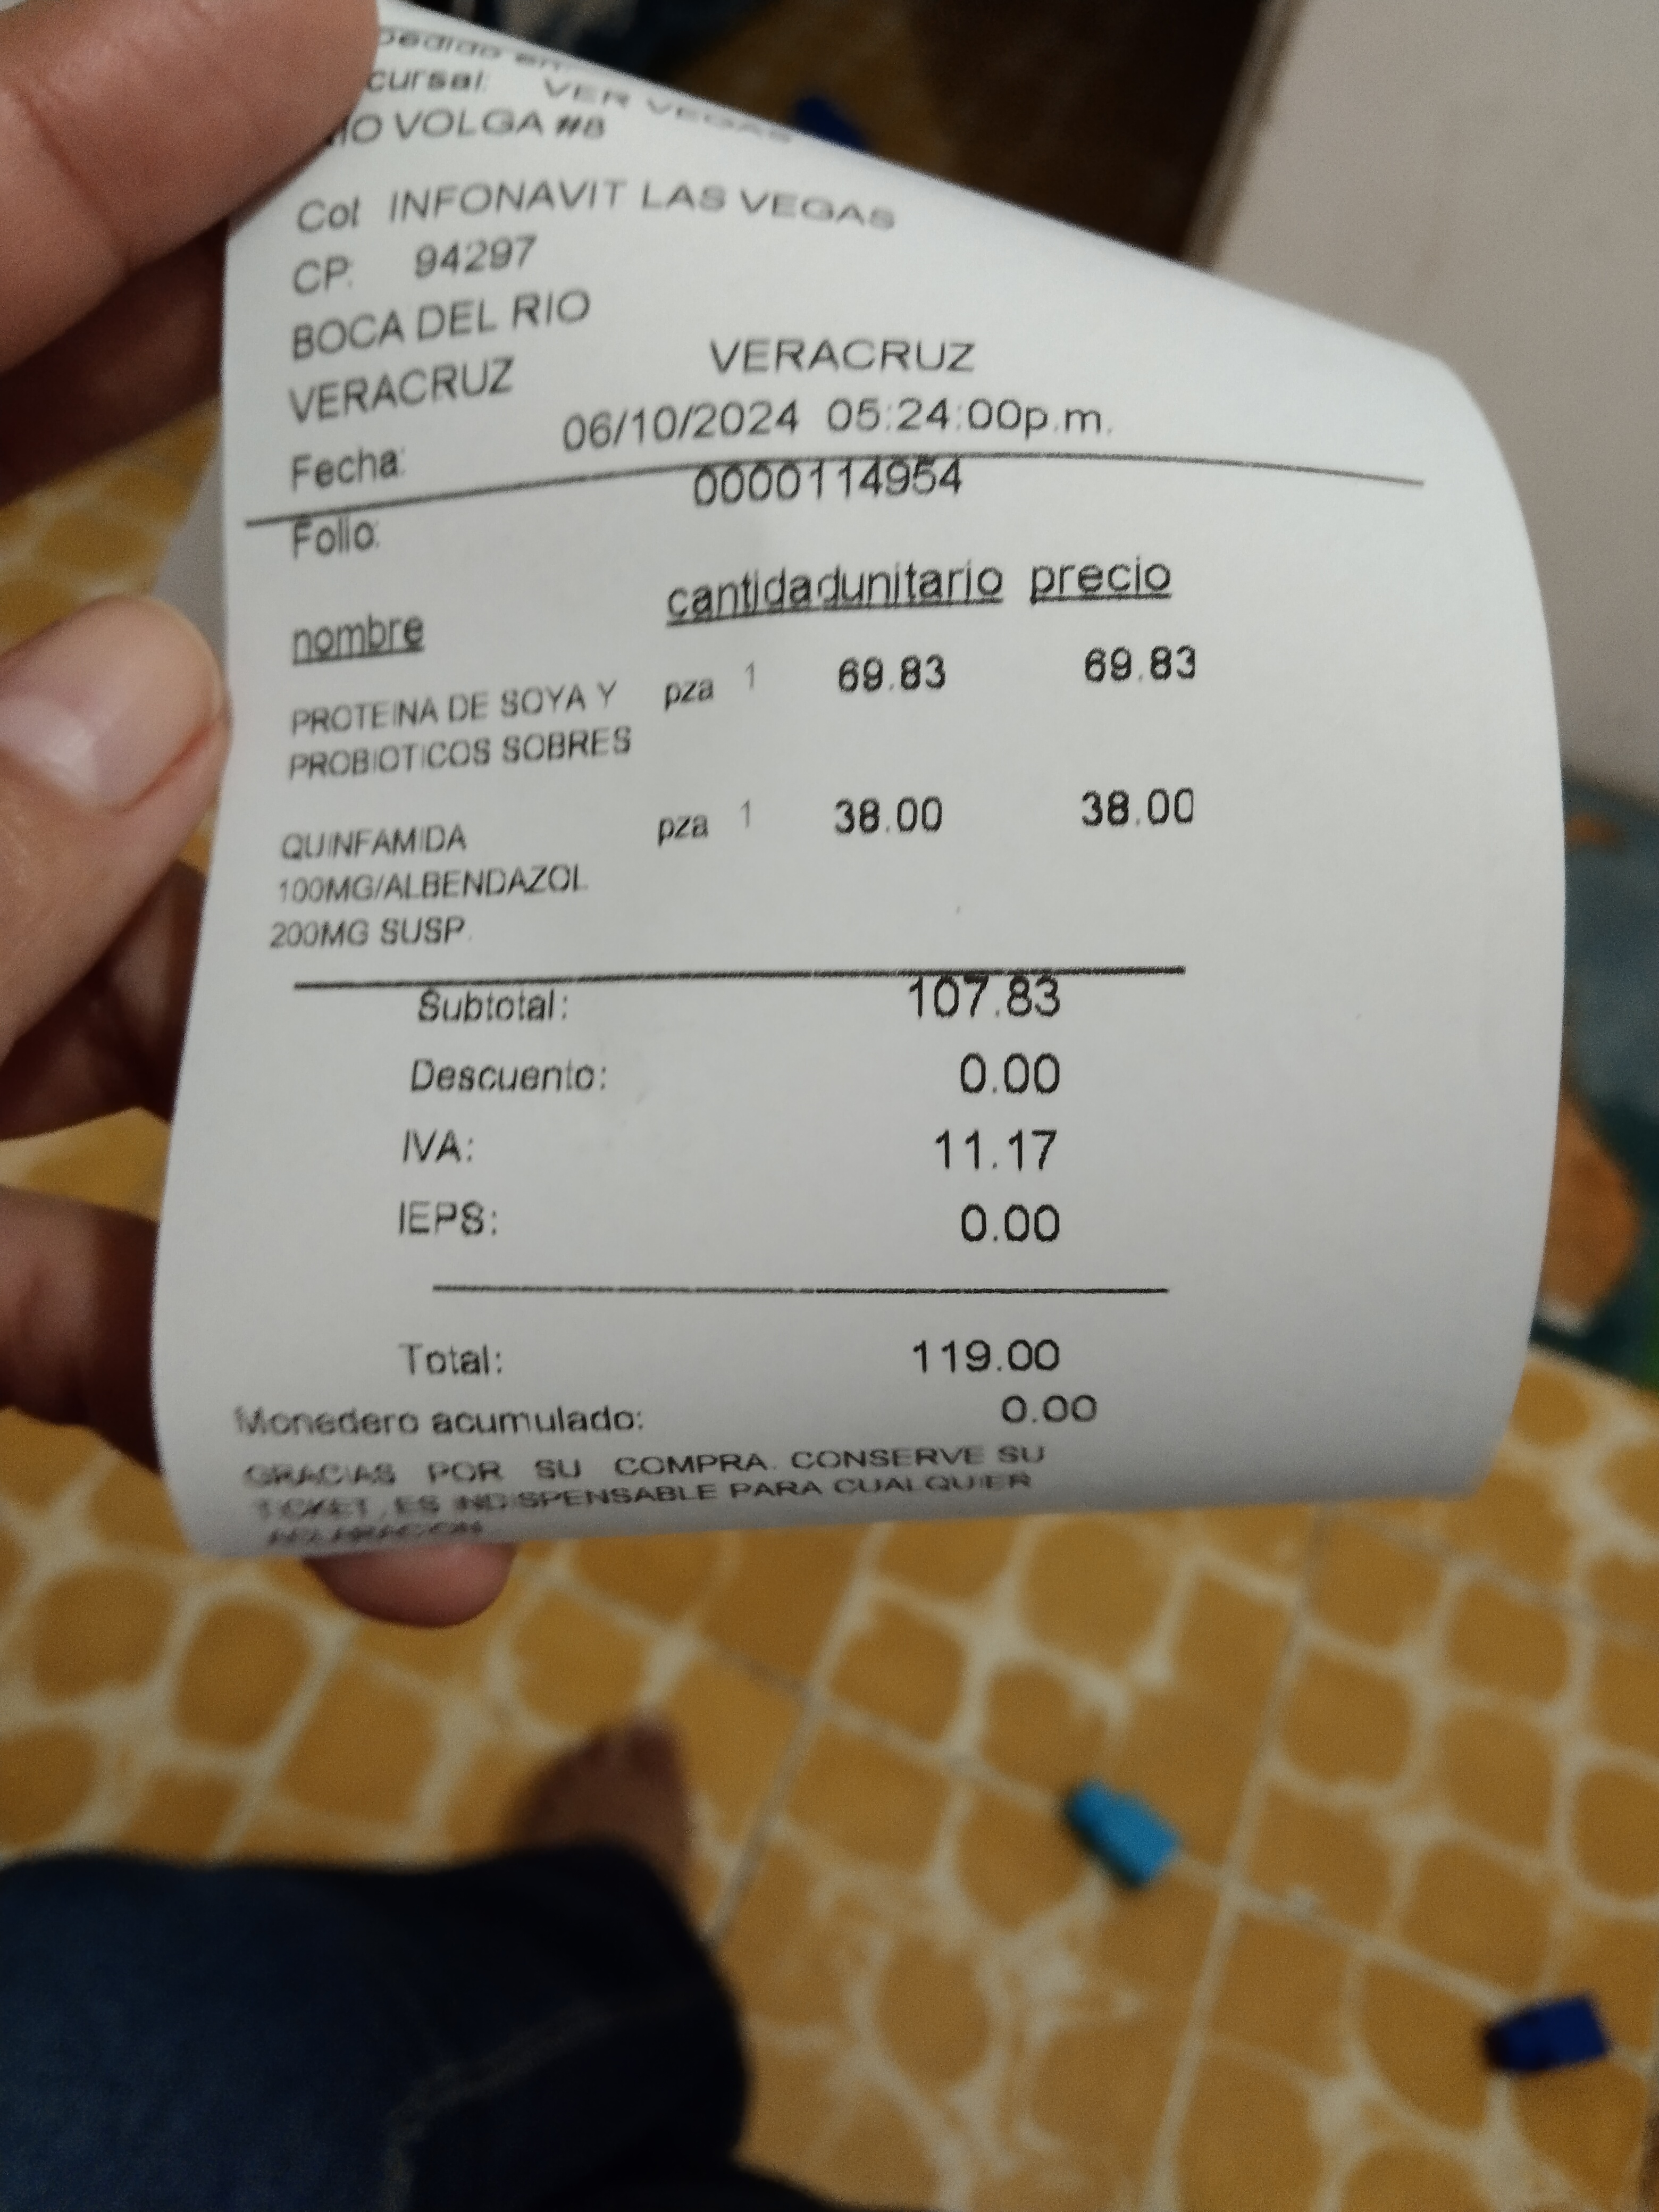 pedido en
cursal: VER VEGAS
IO VOLGA #8
Col INFONAVIT LAS VEGAS
CP: 94297
BOCA DEL RIO
VERACRUZ VERACRUZ
Fecha: 06/10/2024 05:24:00p.m.
Folio: 0000114954
nombre cantidadunitario precio
PROTEINA DE SOYA Y pza 1 69.83 69.83
PROBIOTICOS SOBRES
QUINFAMIDA pza 1 38.00 38.00
100MG/ALBENDAZOL
200MG SUSP.
Subtotal: 107.83
Descuento: 0.00
IVA: 11.17
IEPS: 0.00
Total: 119.00
Monedero acumulado: 0.00
GRACIAS POR SU COMPRA. CONSERVE SU
TICKET, ES INDISPENSABLE PARA CUALQUIER
ACLARACION